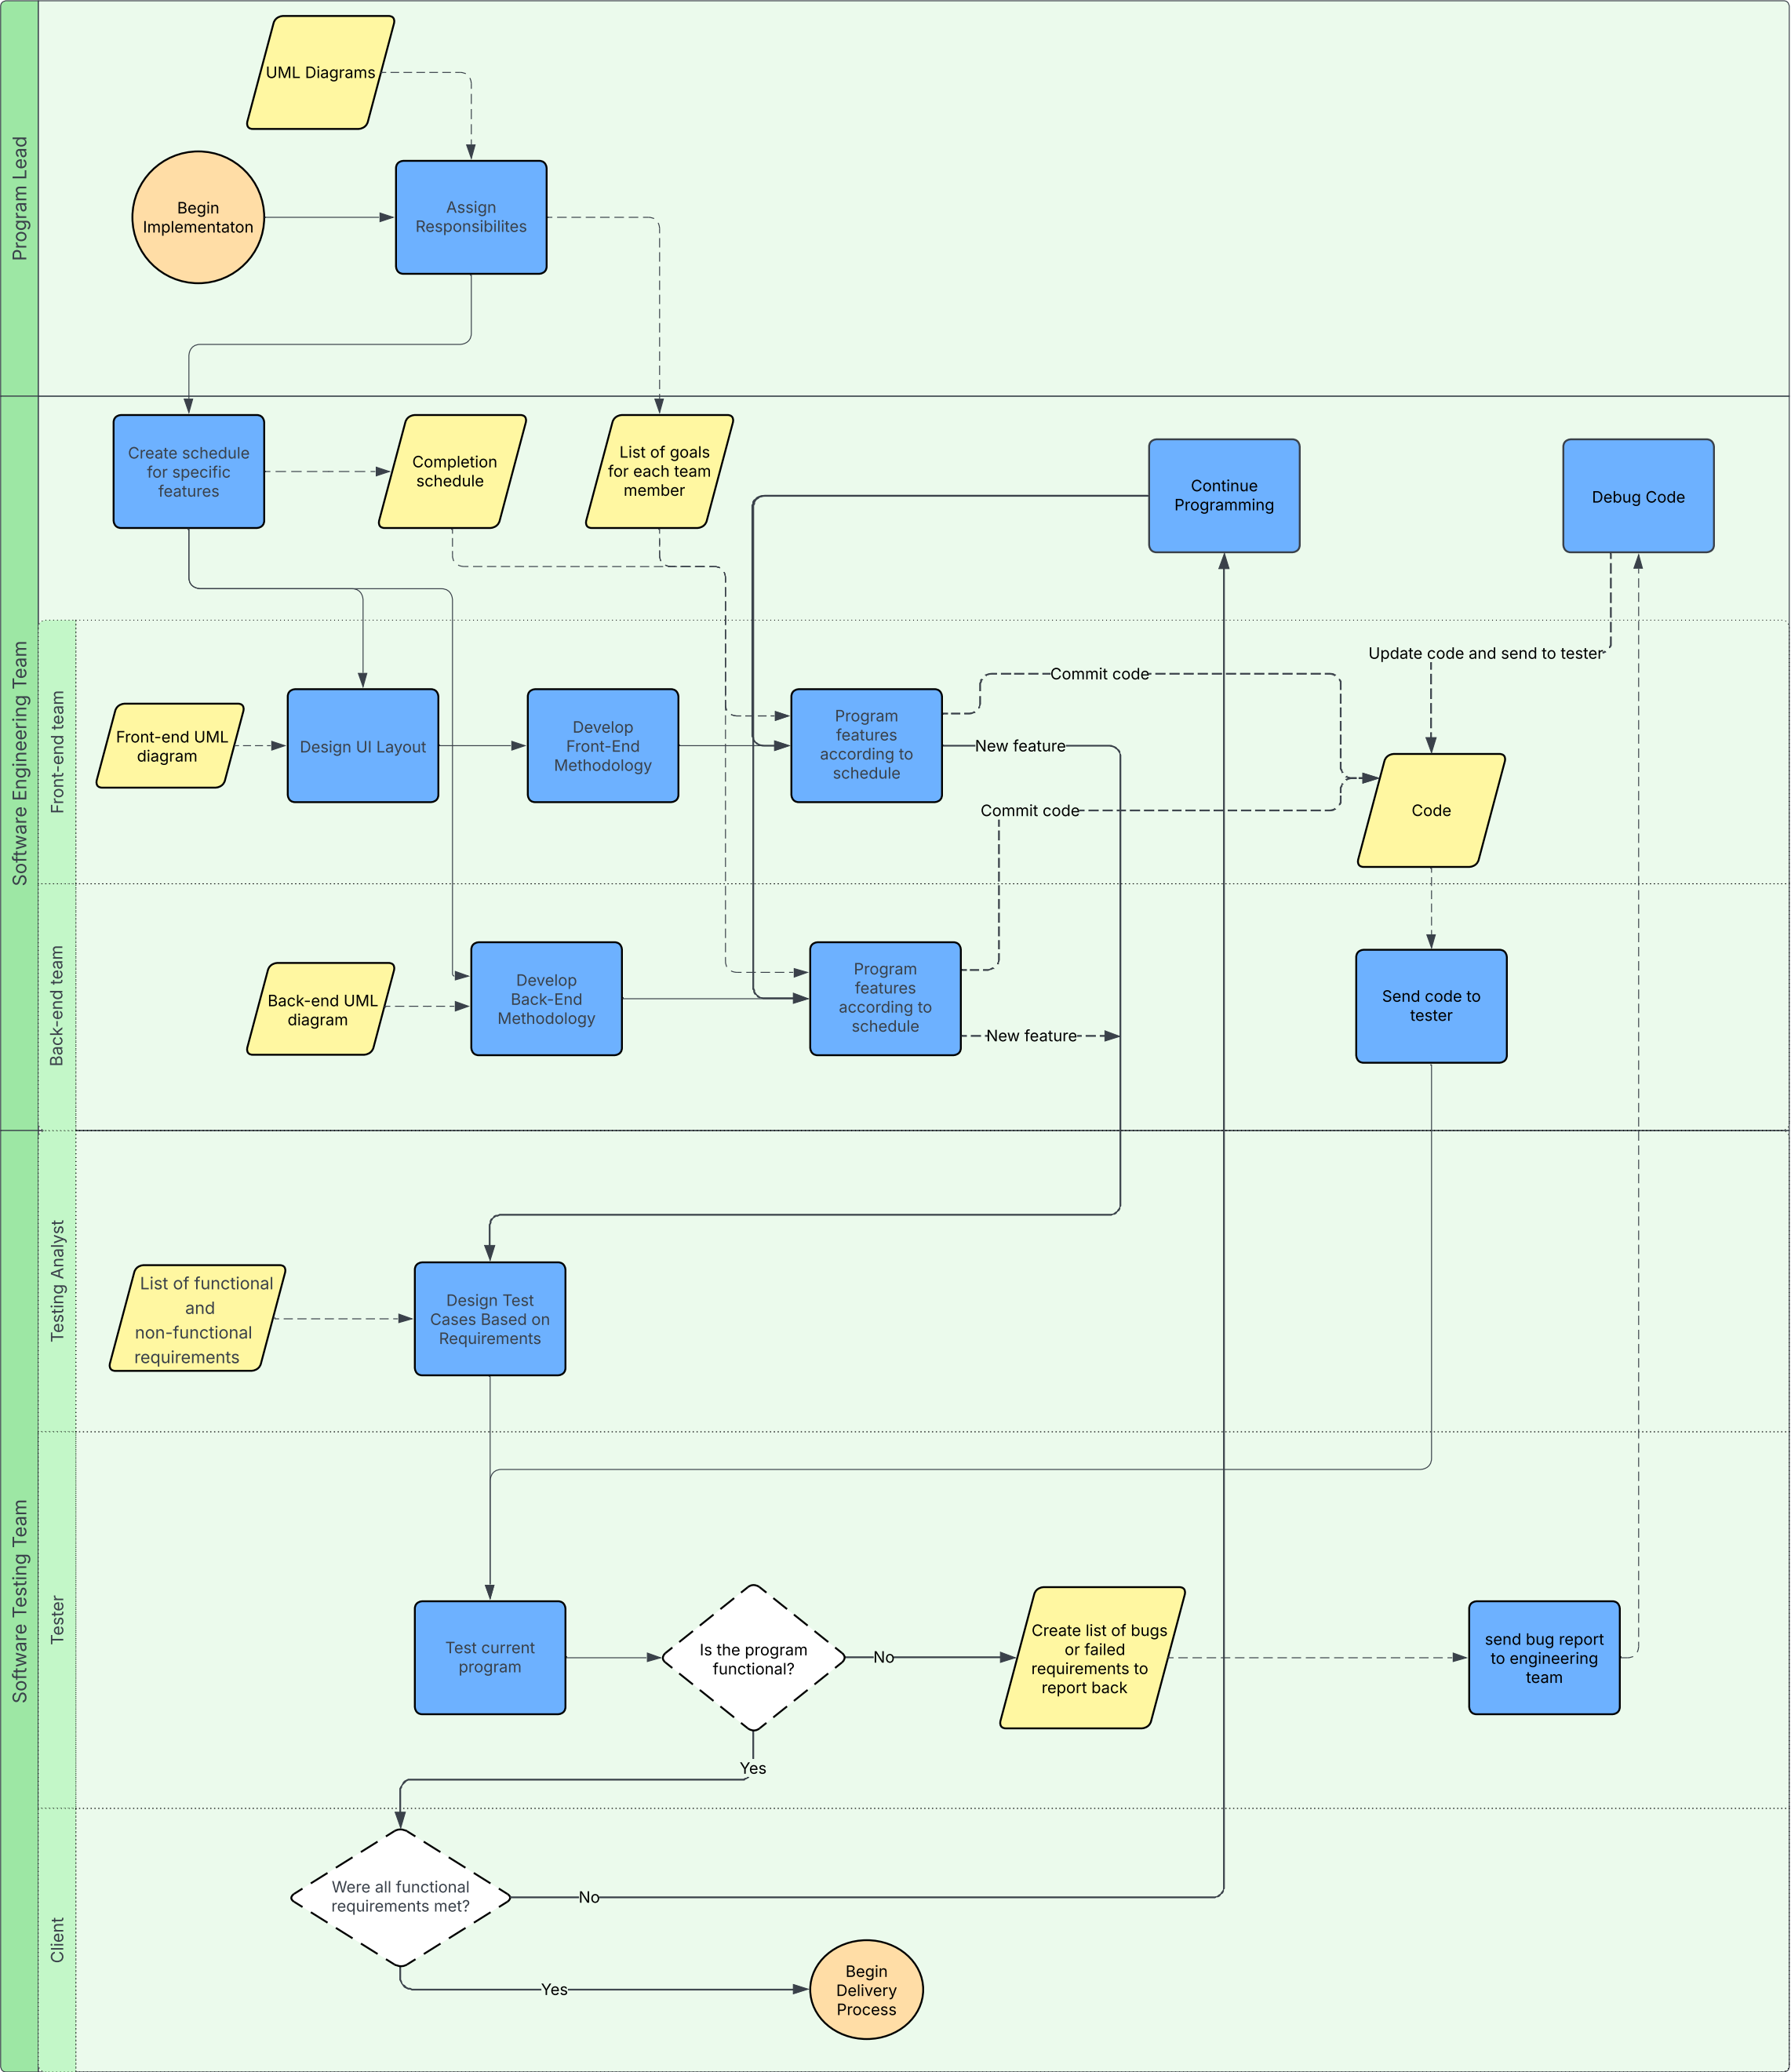 Program Lead
UML Diagrams
Begin
Implementaton
Assign
Responsibilites
Software Engineering Team
Create schedule
for specific
features
Completion
schedule
List of goals
for each team
member
Continue
Programming
Debug Code
Front-end team
Front-end UML
diagram
Design UI Layout
Develop
Front-End
Methodology
Program
features
according to
schedule
Commit code
New feature
Commit code
Update code and send to tester
Code
Back-end team
Back-end UML
diagram
Develop
Back-End
Methodology
Program
features
according to
schedule
New feature
Send code to
tester
Software Testing Team
Testing Analyst
List of functional
and
non-functional
requirements
Design Test
Cases Based on
Requirements
Tester
Test current
program
Is the program
functional?
No
Create list of bugs
or failed
requirements to
report back
send bug report
to engineering
team
Yes
Client
Were all functional
requirements met?
No
Yes
Begin
Delivery
Process